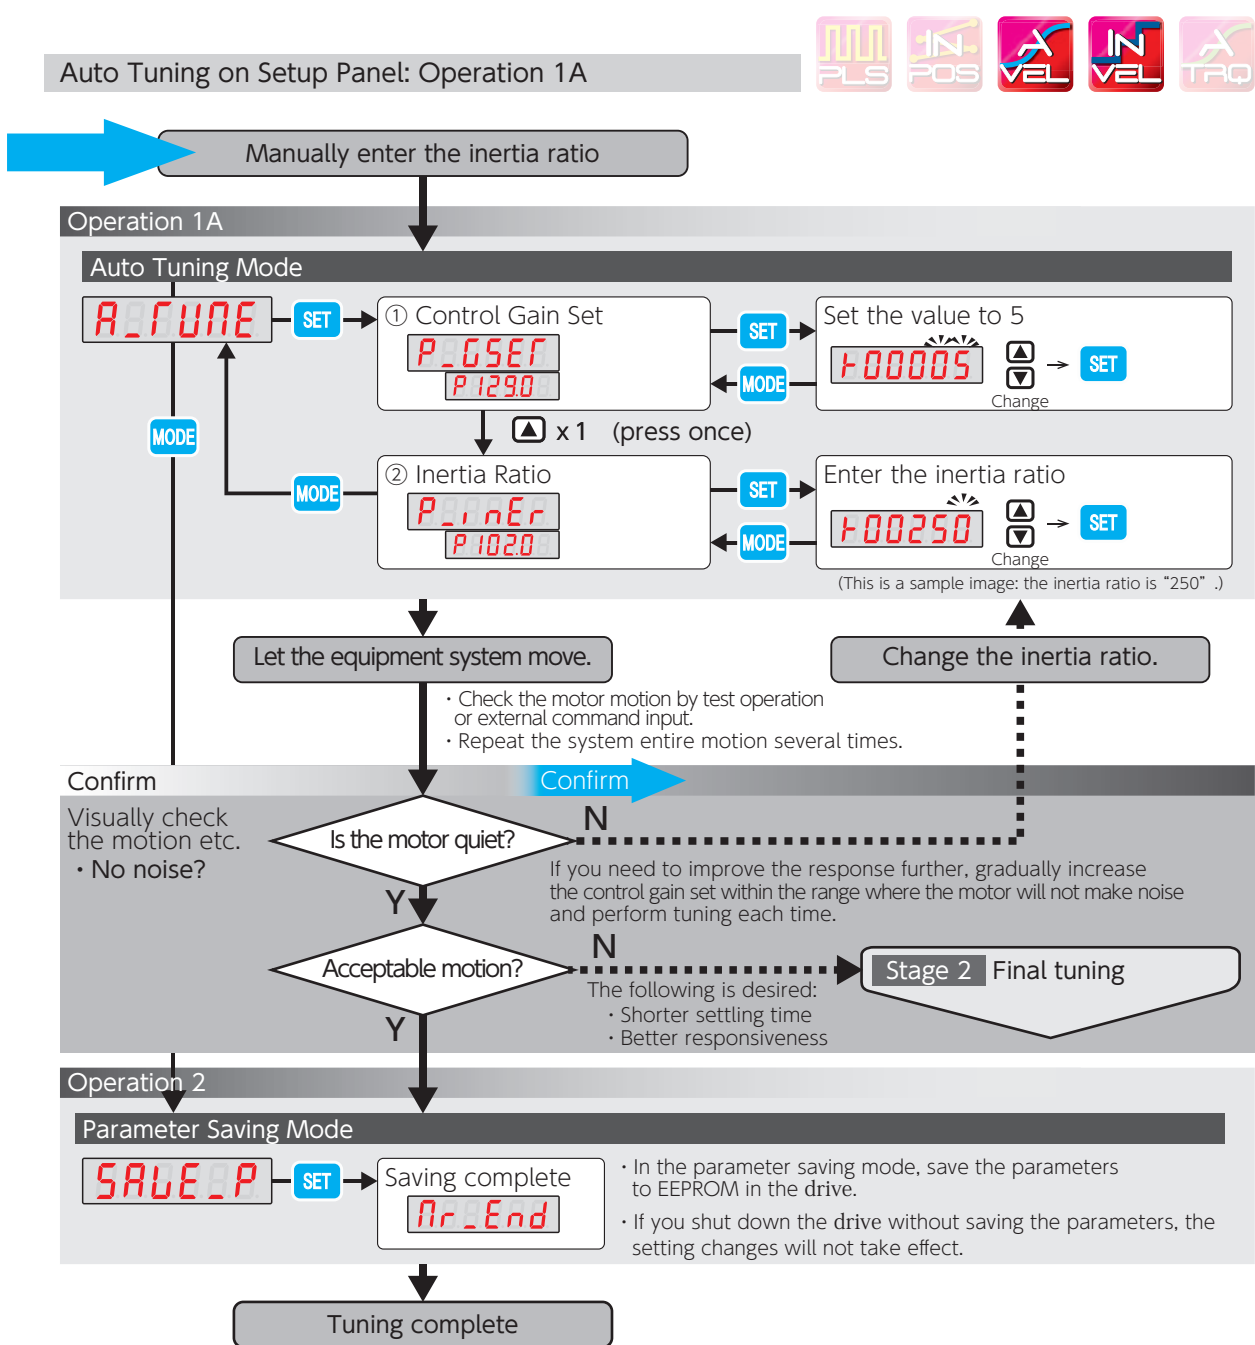 PLS
IN
POS
A
VEL
IN
VEL
A
TRQ
Auto Tuning on Setup Panel: Operation 1A
Manually enter the inertia ratio
Operation 1A
Auto Tuning Mode
A_TUNE
SET
① Control Gain Set
P_GSET
P 129.0
SET
MODE
Set the value to 5
r00005
Change
→
SET
MODE
x 1 (press once)
MODE
② Inertia Ratio
P_inEr
P 102.0
SET
MODE
Enter the inertia ratio
r00250
Change
→
SET
(This is a sample image: the inertia ratio is “250” .)
Let the equipment system move.
Change the inertia ratio.
・Check the motor motion by test operation
or external command input.
・Repeat the system entire motion several times.
Confirm
Confirm
Visually check
the motion etc.
・No noise?
Is the motor quiet?
N
If you need to improve the response further, gradually increase
the control gain set within the range where the motor will not make noise
and perform tuning each time.
Y
Acceptable motion?
N
The following is desired:
・Shorter settling time
・Better responsiveness
Stage 2 Final tuning
Y
Operation 2
Parameter Saving Mode
SAvE_P
SET
Saving complete
nr_End
・In the parameter saving mode, save the parameters
to EEPROM in the drive.
・If you shut down the drive without saving the parameters, the
setting changes will not take effect.
Tuning complete